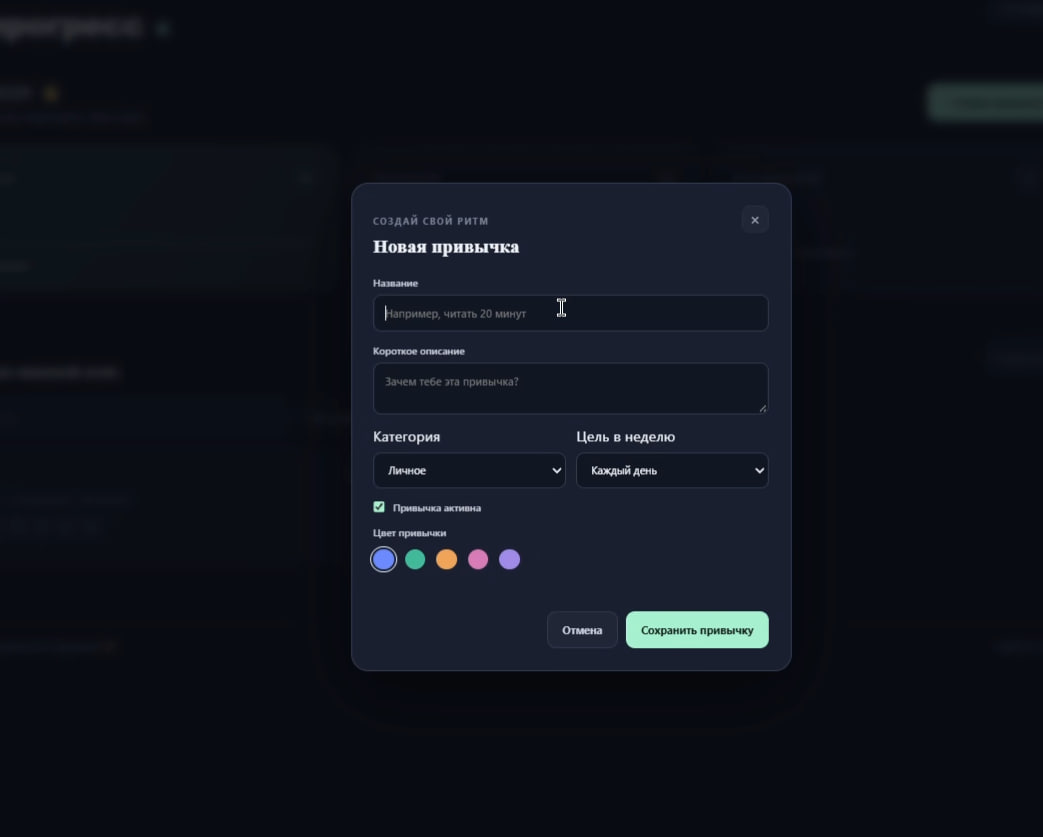 прогресс
СОЗДАЙ СВОЙ РИТМ
×
Новая привычка
Название
Например, читать 20 минут
Короткое описание
Зачем тебе эта привычка?
Категория
Цель в неделю
Личное
Каждый день
Привычка активна
Цвет привычки
Отмена
Сохранить привычку